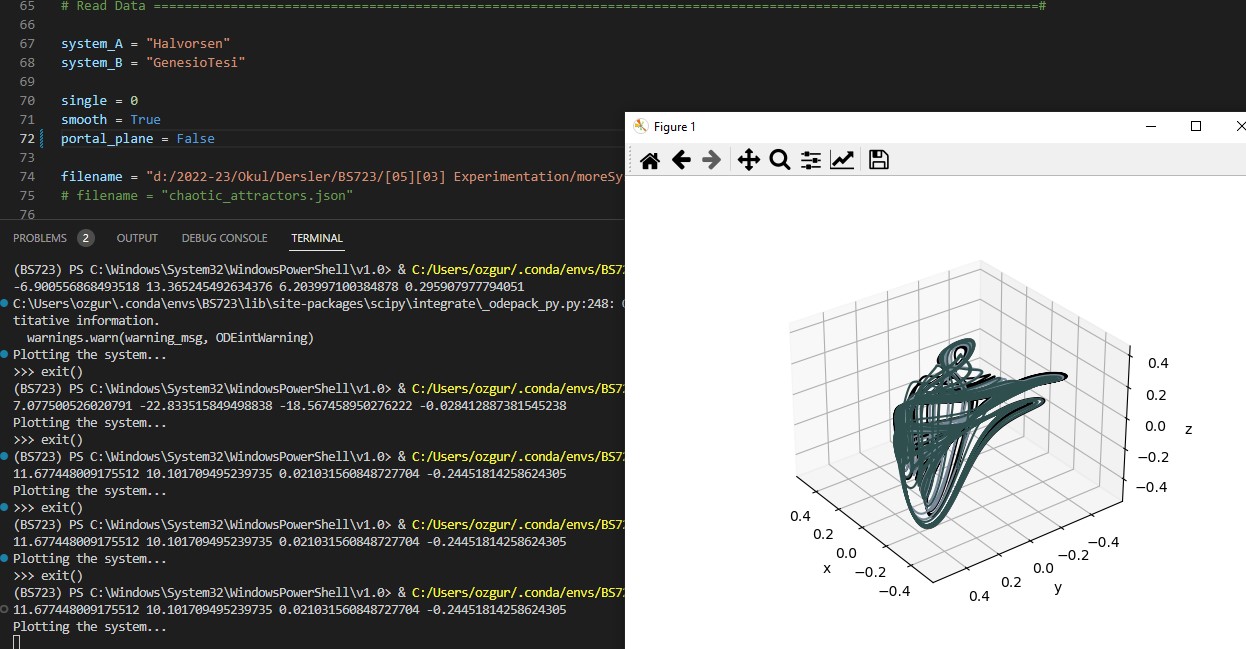 65 # Read Data ==================================================================================================================#
66
67 system_A = "Halvorsen"
68 system_B = "GenesioTesi"
69
70 single = 0
71 smooth = True
72 portal_plane = False
73
74 filename = "d:/2022-23/Okul/Dersler/BS723/[05][03] Experimentation/moreSy
75 # filename = "chaotic_attractors.json"
76
PROBLEMS 2 OUTPUT DEBUG CONSOLE TERMINAL
(BS723) PS C:\Windows\System32\WindowsPowerShell\v1.0> & C:/Users/ozgur/.conda/envs/BS72
-6.900556868493518 13.365245492634376 6.203997100384878 0.295907977794051
C:\Users\ozgur\.conda\envs\BS723\lib\site-packages\scipy\integrate\_odepack_py.py:248:
titative information.
warnings.warn(warning_msg, ODEintWarning)
Plotting the system...
>>> exit()
(BS723) PS C:\Windows\System32\WindowsPowerShell\v1.0> & C:/Users/ozgur/.conda/envs/BS72
7.077500526020791 -22.833515849498838 -18.567458950276222 -0.028412887381545238
Plotting the system...
>>> exit()
(BS723) PS C:\Windows\System32\WindowsPowerShell\v1.0> & C:/Users/ozgur/.conda/envs/BS72
11.677448009175512 10.101709495239735 0.021031560848727704 -0.24451814258624305
Plotting the system...
>>> exit()
(BS723) PS C:\Windows\System32\WindowsPowerShell\v1.0> & C:/Users/ozgur/.conda/envs/BS72
11.677448009175512 10.101709495239735 0.021031560848727704 -0.24451814258624305
Plotting the system...
>>> exit()
(BS723) PS C:\Windows\System32\WindowsPowerShell\v1.0> & C:/Users/ozgur/.conda/envs/BS72
11.677448009175512 10.101709495239735 0.021031560848727704 -0.24451814258624305
Plotting the system...
Figure 1
0.4
0.2
0.0
−0.2
−0.4
z
0.4
0.2
0.0
−0.2
−0.4
x
−0.4
−0.2
0.0
0.2
0.4
y